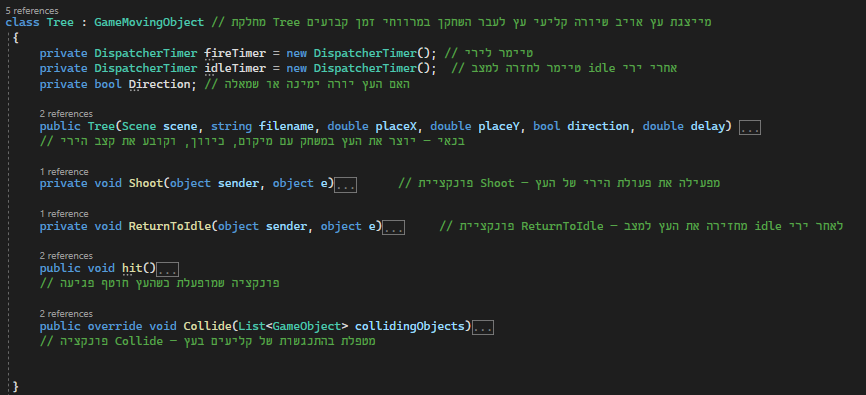 5 references
class Tree : GameMovingObject // מייצגת עץ אויב שיורה קליעי עץ לעבר השחקן במרווחי זמן קבועים Tree מחלקת
{
private DispatcherTimer fireTimer = new DispatcherTimer(); // טיימר לירי
private DispatcherTimer idleTimer = new DispatcherTimer(); // אחרי ירי idle טיימר לחזרה למצב
private bool Direction; // האם העץ יורה ימינה או שמאלה
2 references
public Tree(Scene scene, string filename, double placeX, double placeY, bool direction, double delay) ...
// בנאי – יוצר את העץ במשחק עם מיקום, כיוון, וקובע את קצב הירי
1 reference
private void Shoot(object sender, object e)... // מפעילה את פעולת הירי של העץ – Shoot פונקציית
1 reference
private void ReturnToIdle(object sender, object e)... // לאחר ירי idle מחזירה את העץ למצב – ReturnToIdle פונקציית
2 references
public void hit()...
// פונקציה שמופעלת כשהעץ חוטף פגיעה
2 references
public override void Collide(List<GameObject> collidingObjects)...
// מטפלת בהתנגשות של קליעים בעץ – Collide פונקציה
}